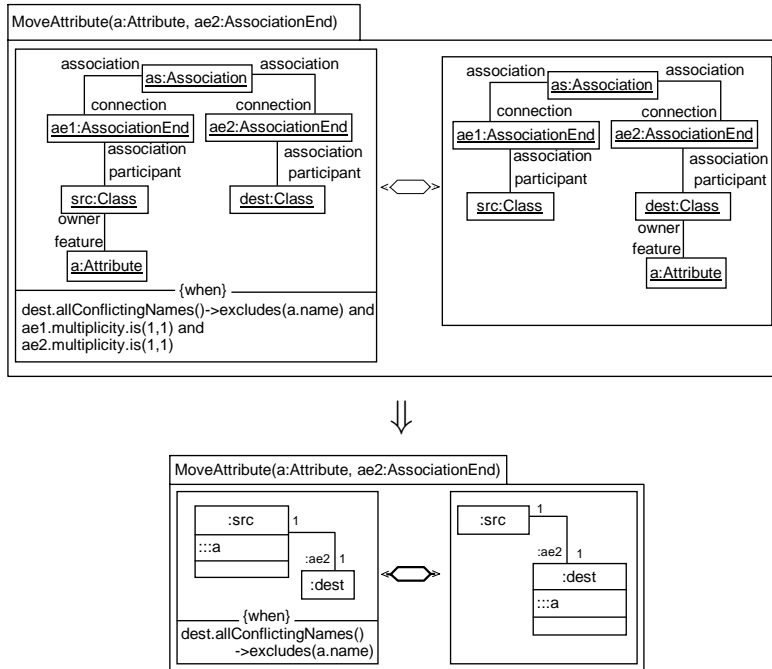 MoveAttribute(a:Attribute, ae2:AssociationEnd)
association
as:Association
association
connection
connection
ae1:AssociationEnd
ae2:AssociationEnd
association
association
participant
participant
src:Class
dest:Class
owner
feature
a:Attribute
{when}
dest.allConflictingNames()->excludes(a.name) and
ae1.multiplicity.is(1,1) and
ae2.multiplicity.is(1,1)
association
as:Association
association
connection
connection
ae1:AssociationEnd
ae2:AssociationEnd
association
association
participant
participant
src:Class
dest:Class
owner
feature
a:Attribute
MoveAttribute(a:Attribute, ae2:AssociationEnd)
:src
1
:::a
:ae2
1
:dest
{when}
dest.allConflictingNames()
->excludes(a.name)
:src
1
:ae2
1
:dest
:::a